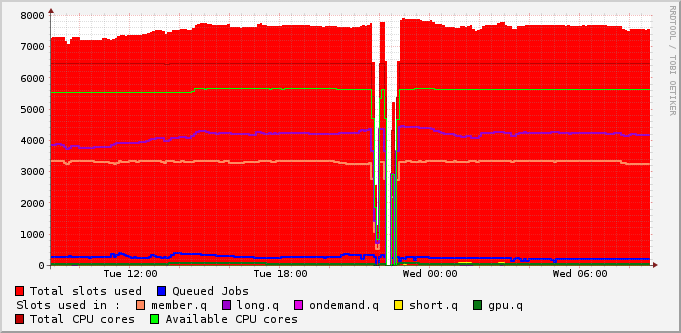 RRDTOOL / TOBI OETIKER
8000
7000
6000
5000
4000
3000
2000
1000
0
Tue 12:00 Tue 18:00 Wed 00:00 Wed 06:00
Total slots used Queued Jobs
Slots used in : member.q long.q ondemand.q short.q gpu.q
Total CPU cores Available CPU cores